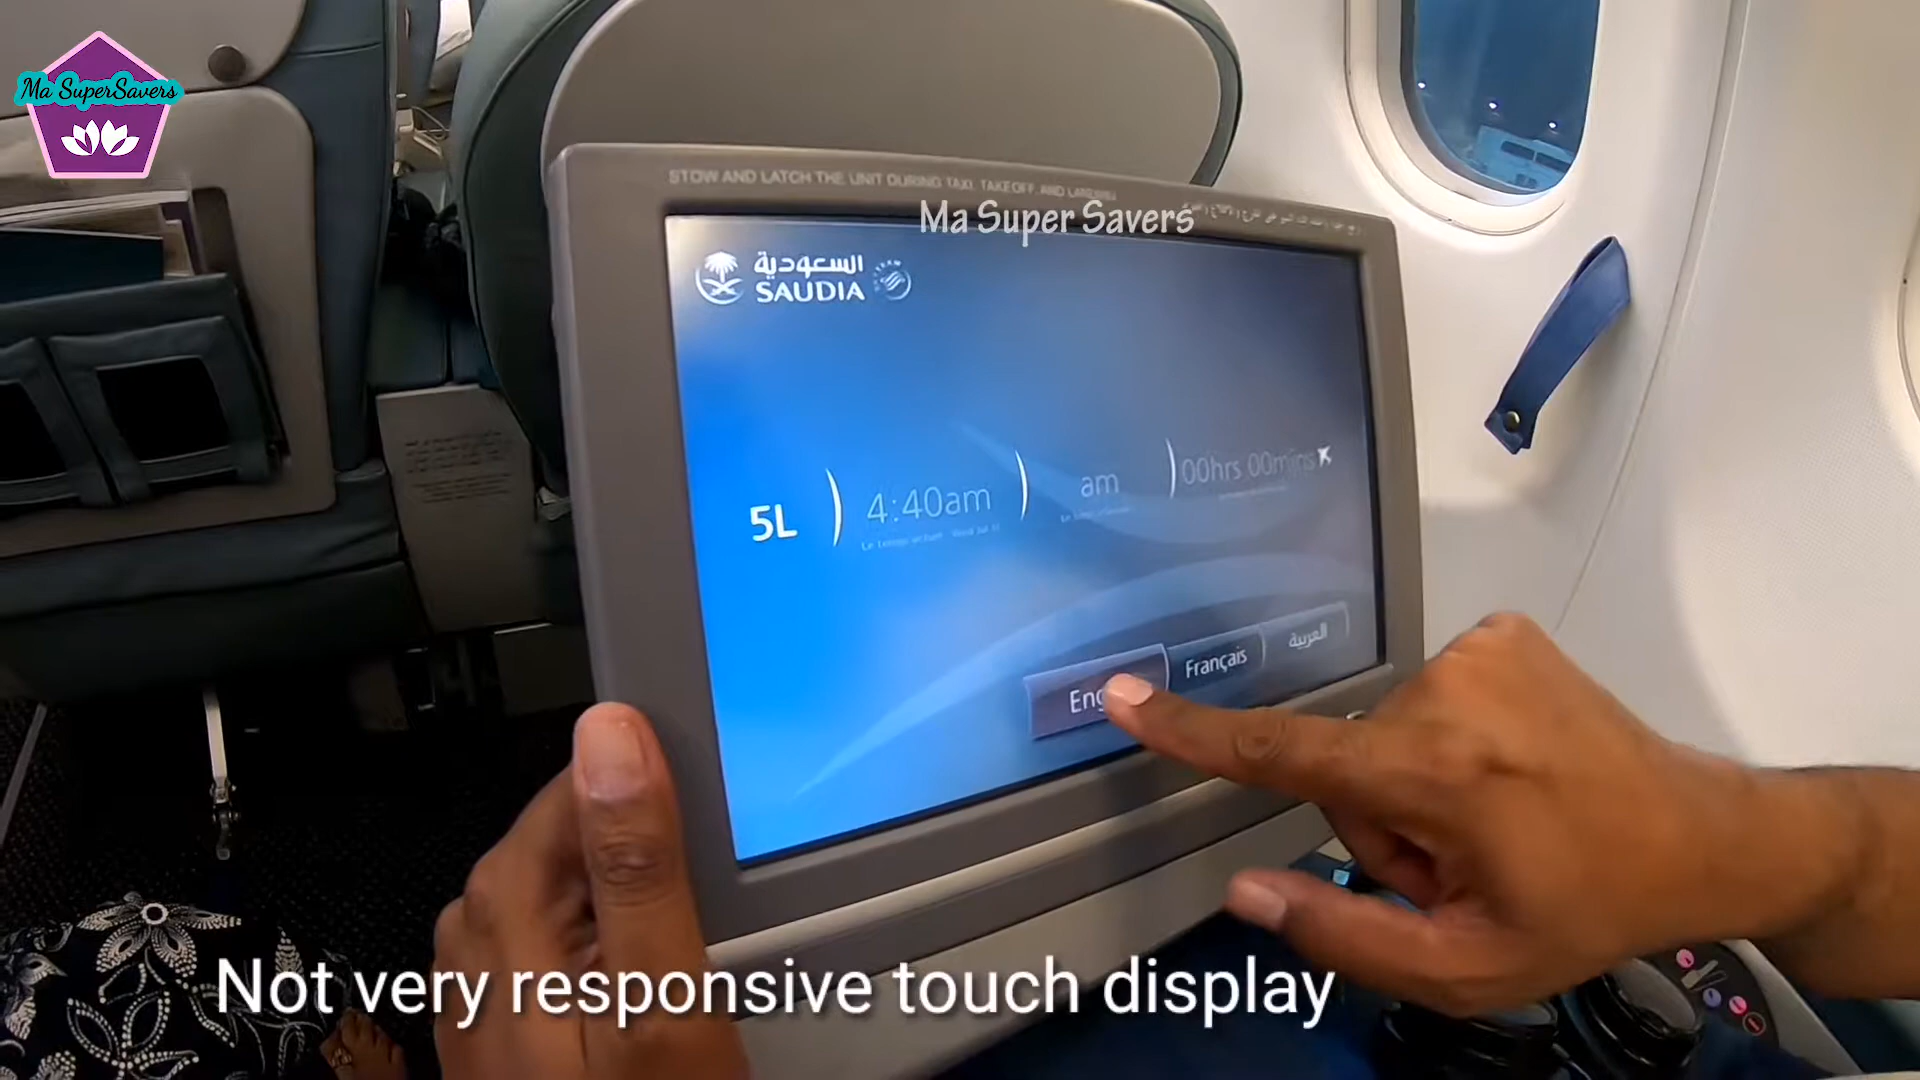 Ma SuperSavers
STOW AND LATCH THE UNIT DURING TAXI, TAKEOFF AND LANDING
Ma Super Savers
السعودية
SAUDIA
5L
4:40am
am
00hrs 00mins
Eng
Français
العربية
Not very responsive touch display